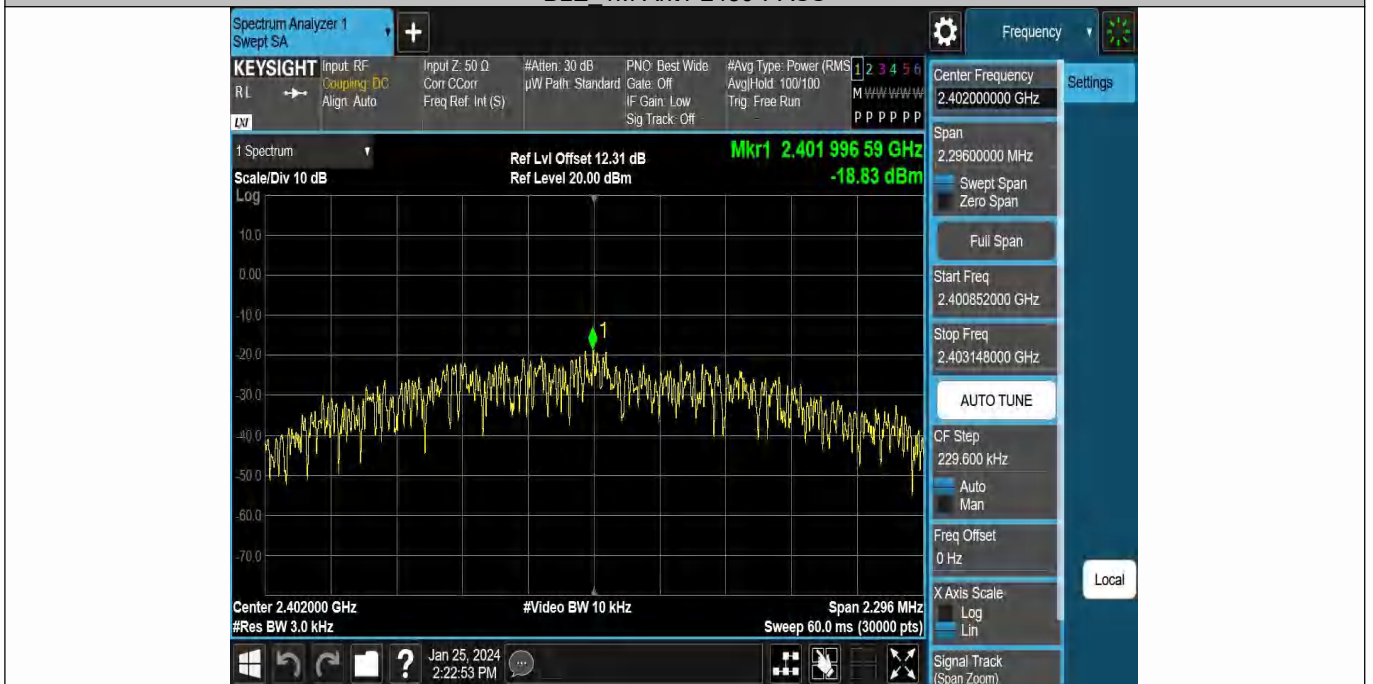 Spectrum Analyzer 1
Swept SA
+
Frequency
KEYSIGHT
RL
LXI
Input: RF
Coupling: DC
Align: Auto
Input Z: 50 Ω
Corr CCorr
Freq Ref: Int (S)
#Atten: 30 dB
µW Path: Standard
PNO: Best Wide
Gate: Off
IF Gain: Low
Sig Track: Off
#Avg Type: Power (RMS
Avg|Hold: 100/100
Trig: Free Run
1 2 3 4 5 6
M W W W W W
P P P P P P
Center Frequency
2.402000000 GHz
Settings
1 Spectrum
Scale/Div 10 dB
Log
Ref Lvl Offset 12.31 dB
Ref Level 20.00 dBm
Mkr1 2.401 996 59 GHz
-18.83 dBm
Span
2.29600000 MHz
Swept Span
Zero Span
Full Span
Start Freq
2.400852000 GHz
Stop Freq
2.403148000 GHz
AUTO TUNE
CF Step
229.600 kHz
Auto
Man
Freq Offset
0 Hz
X Axis Scale
Log
Lin
Local
Signal Track
(Span Zoom)
10.0
0.00
-10.0
1
-20.0
-30.0
-40.0
-50.0
-60.0
-70.0
Center 2.402000 GHz
#Res BW 3.0 kHz
#Video BW 10 kHz
Span 2.296 MHz
Sweep 60.0 ms (30000 pts)
?
Jan 25, 2024
2:22:53 PM